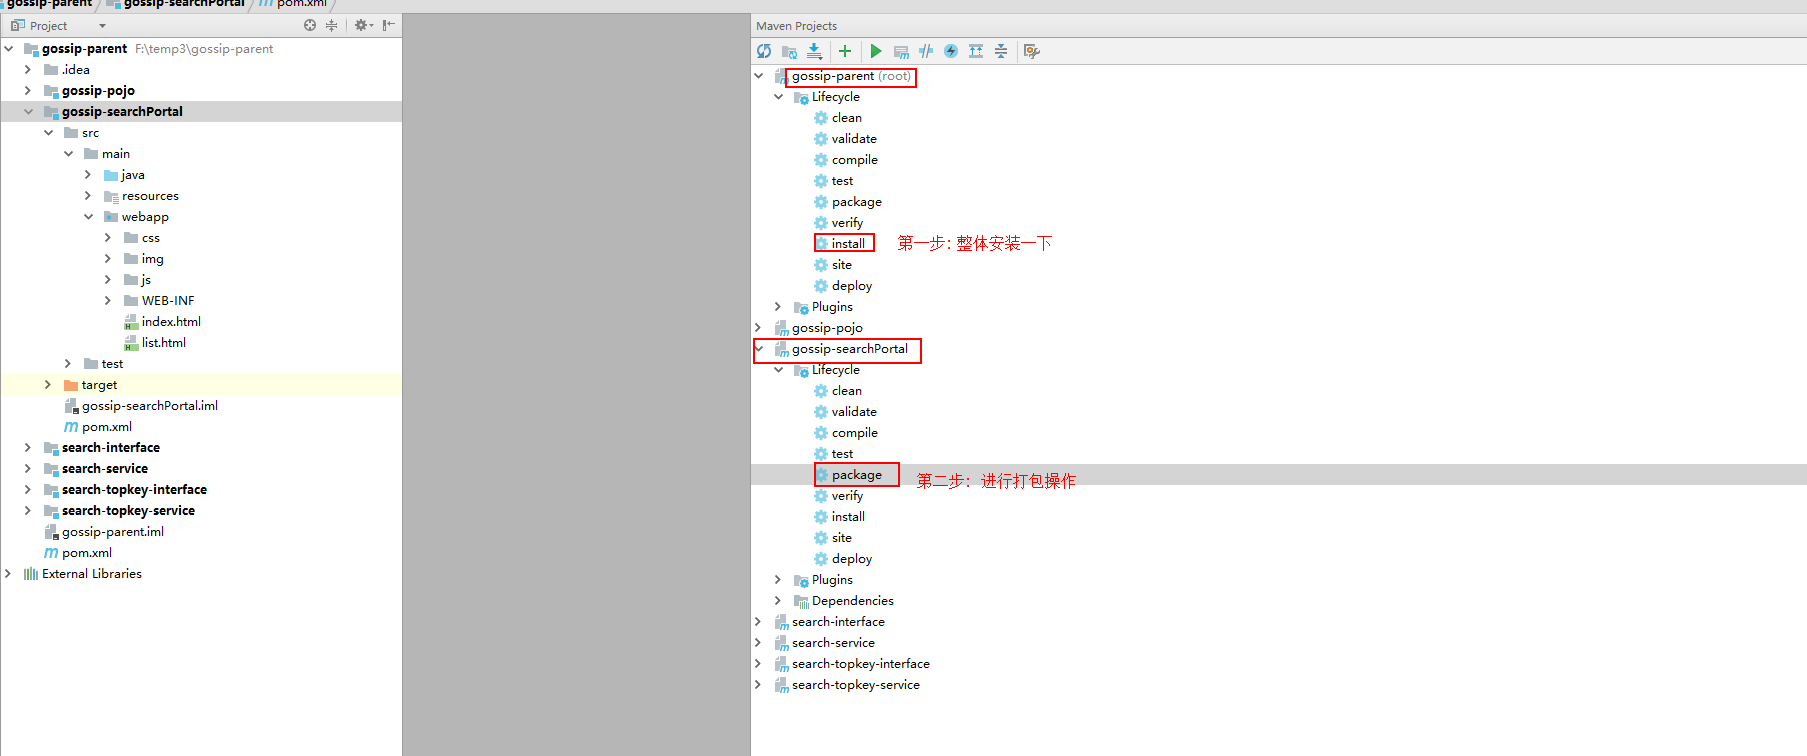 gossip-parent gossip-searchPortal m pom.xml
Project
gossip-parent F:\temp3\gossip-parent
.idea
gossip-pojo
gossip-searchPortal
src
main
java
resources
webapp
css
img
js
WEB-INF
index.html
list.html
test
target
gossip-searchPortal.iml
pom.xml
search-interface
search-service
search-topkey-interface
search-topkey-service
gossip-parent.iml
pom.xml
External Libraries
Maven Projects
gossip-parent (root)
Lifecycle
clean
validate
compile
test
package
verify
install 第一步：整体安装一下
site
deploy
Plugins
gossip-pojo
gossip-searchPortal
Lifecycle
clean
validate
compile
test
package 第二步：进行打包操作
verify
install
site
deploy
Plugins
Dependencies
search-interface
search-service
search-topkey-interface
search-topkey-service